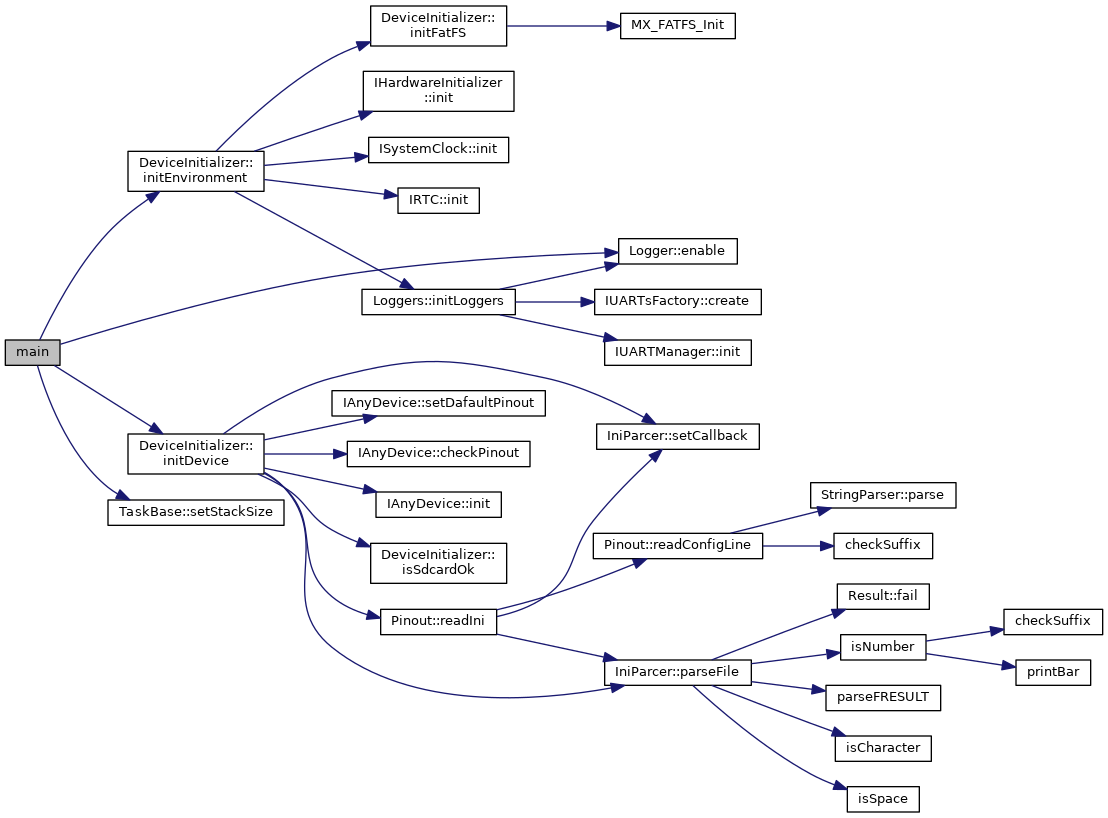 DeviceInitializer::
initFatFS
MX_FATFS_Init
IHardwareInitializer
::init
ISystemClock::init
DeviceInitializer::
initEnvironment
IRTC::init
Logger::enable
Loggers::initLoggers
IUARTsFactory::create
main
IUARTManager::init
IAnyDevice::setDafaultPinout
IniParcer::setCallback
DeviceInitializer::
initDevice
IAnyDevice::checkPinout
IAnyDevice::init
TaskBase::setStackSize
StringParser::parse
Pinout::readConfigLine
checkSuffix
DeviceInitializer::
isSdcardOk
Result::fail
Pinout::readIni
checkSuffix
isNumber
IniParcer::parseFile
printBar
parseFRESULT
isCharacter
isSpace